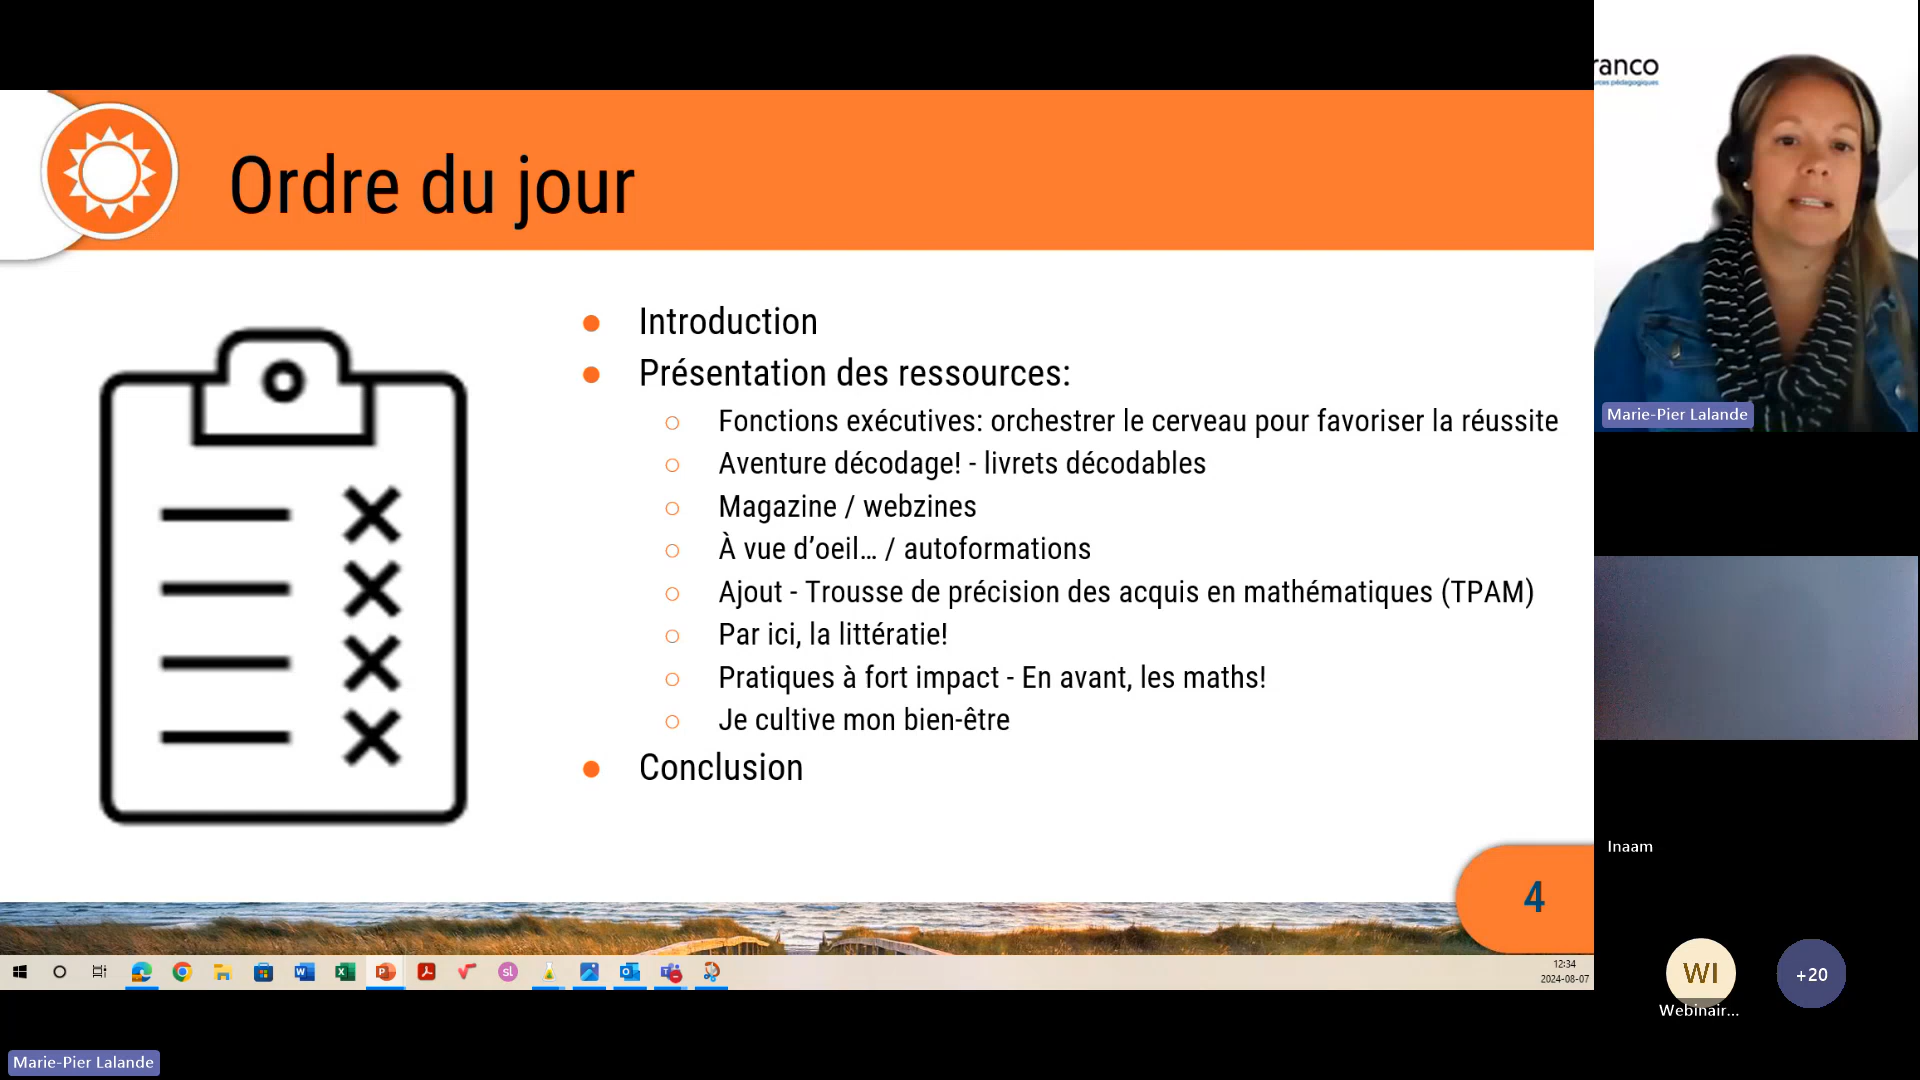 Ordre du jour
Introduction
Présentation des ressources:
Fonctions exécutives: orchestrer le cerveau pour favoriser la réussite
Aventure décodage! - livrets décodables
Magazine / webzines
À vue d’oeil… / autoformations
Ajout - Trousse de précision des acquis en mathématiques (TPAM)
Par ici, la littératie!
Pratiques à fort impact - En avant, les maths!
Je cultive mon bien-être
Conclusion
4
12:34
2024-08-07
Marie-Pier Lalande
ranco
rces pédagogiques
Marie-Pier Lalande
Inaam
WI
Webinair...
+20